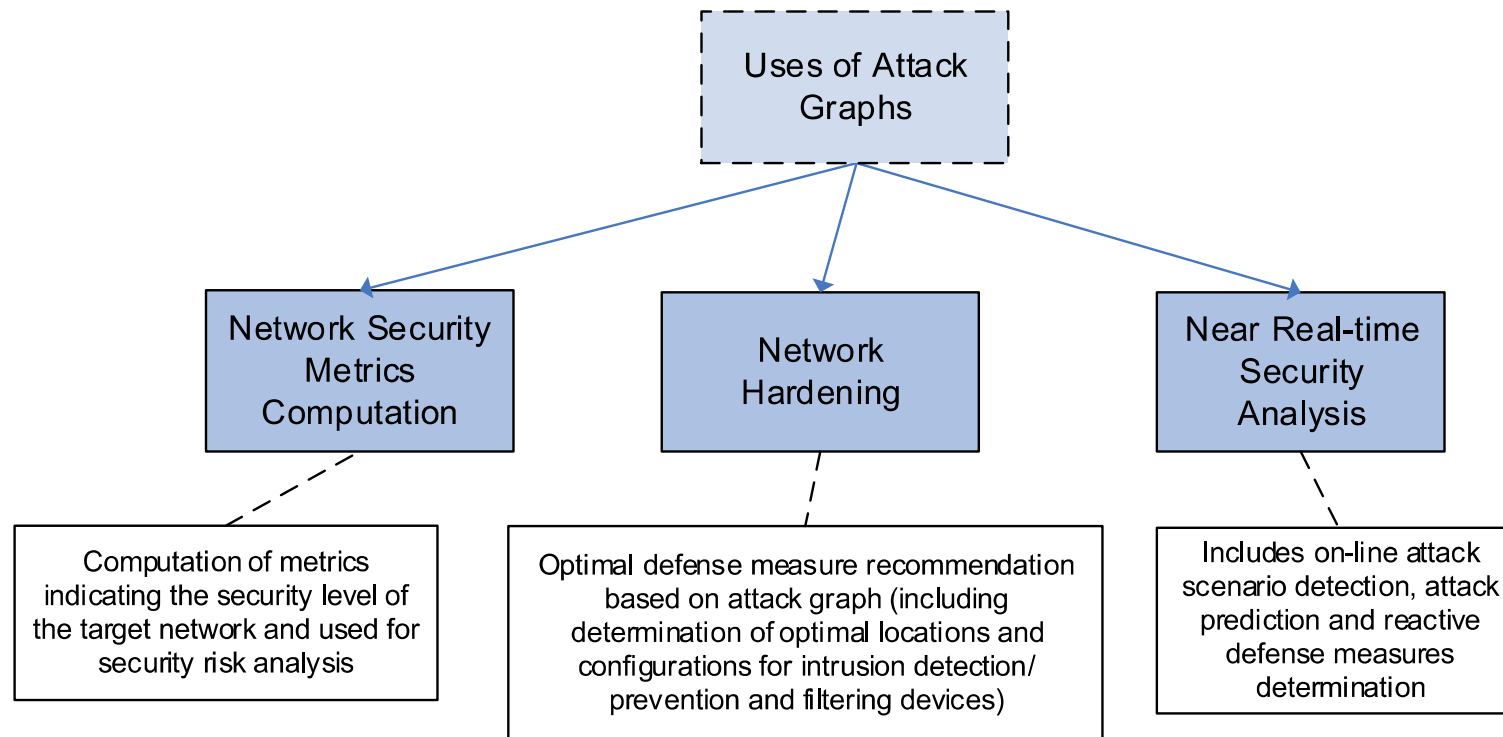 Uses of Attack
Graphs
Network Security
Metrics
Computation
Network
Hardening
Near Real-time
Security
Analysis
Computation of metrics
indicating the security level of
the target network and used for
security risk analysis
Optimal defense measure recommendation
based on attack graph (including
determination of optimal locations and
configurations for intrusion detection/
prevention and filtering devices)
Includes on-line attack
scenario detection, attack
prediction and reactive
defense measures
determination